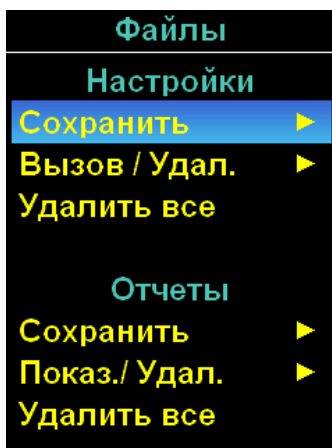 Файлы
Настройки
Сохранить
Вызов / Удал.
Удалить все
Отчеты
Сохранить
Показ./ Удал.
Удалить все